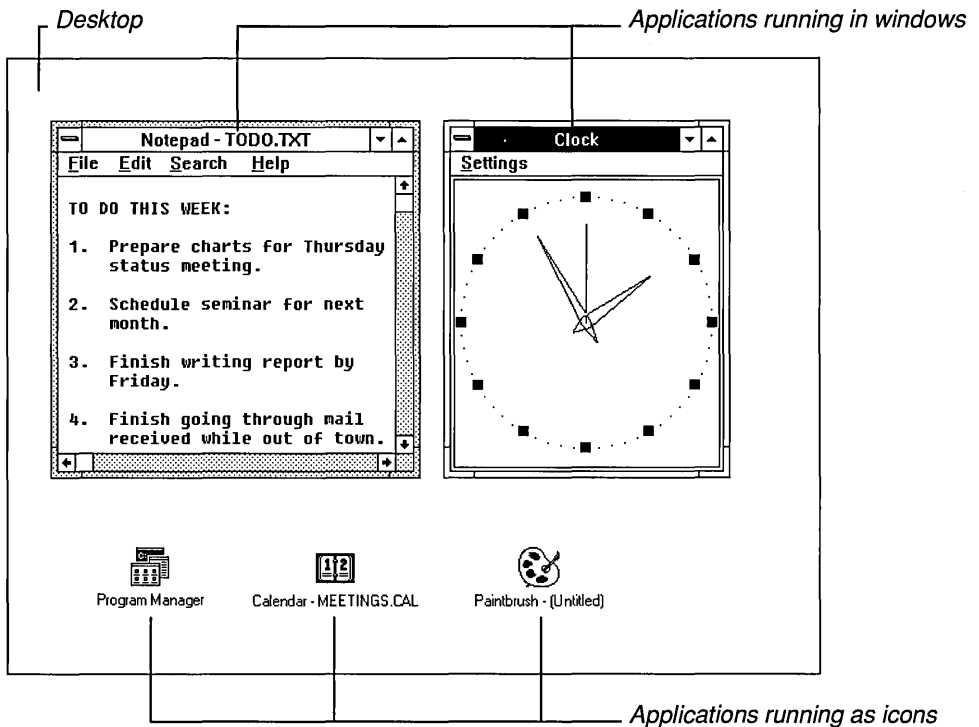 Desktop
Applications running in windows
Notepad - TODO.TXT
File Edit Search Help
TO DO THIS WEEK:
1. Prepare charts for Thursday
status meeting.
2. Schedule seminar for next
month.
3. Finish writing report by
Friday.
4. Finish going through mail
received while out of town.
Clock
Settings
Program Manager
12
Calendar - MEETINGS.CAL
Paintbrush - (Untitled)
Applications running as icons